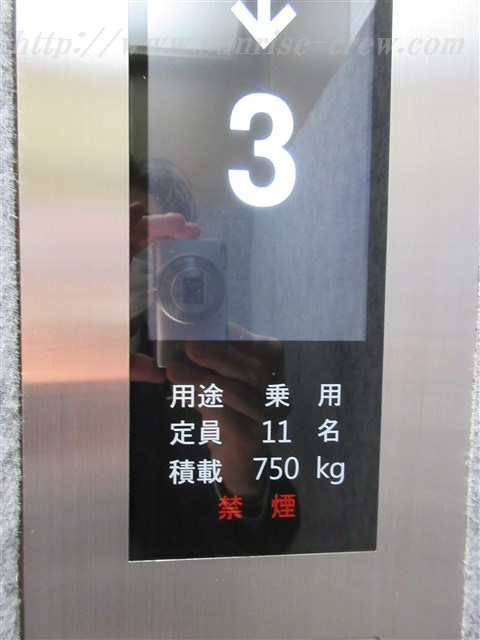 http://www.sunrise-crew.com/
3
用途 乗用
定員 11 名
積載 750 kg
禁煙